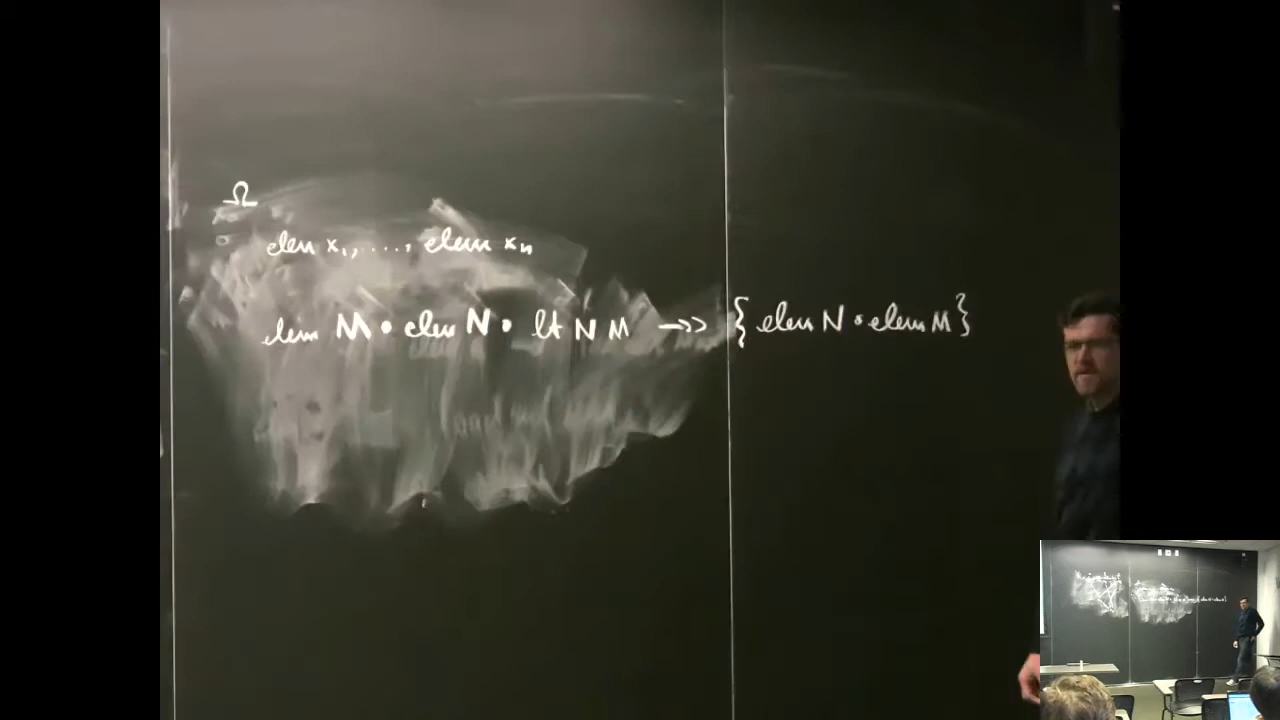 Ω
elem x₁, ...., elem xₙ
elem M • elem N • lt N M →» { elem N • elem M }